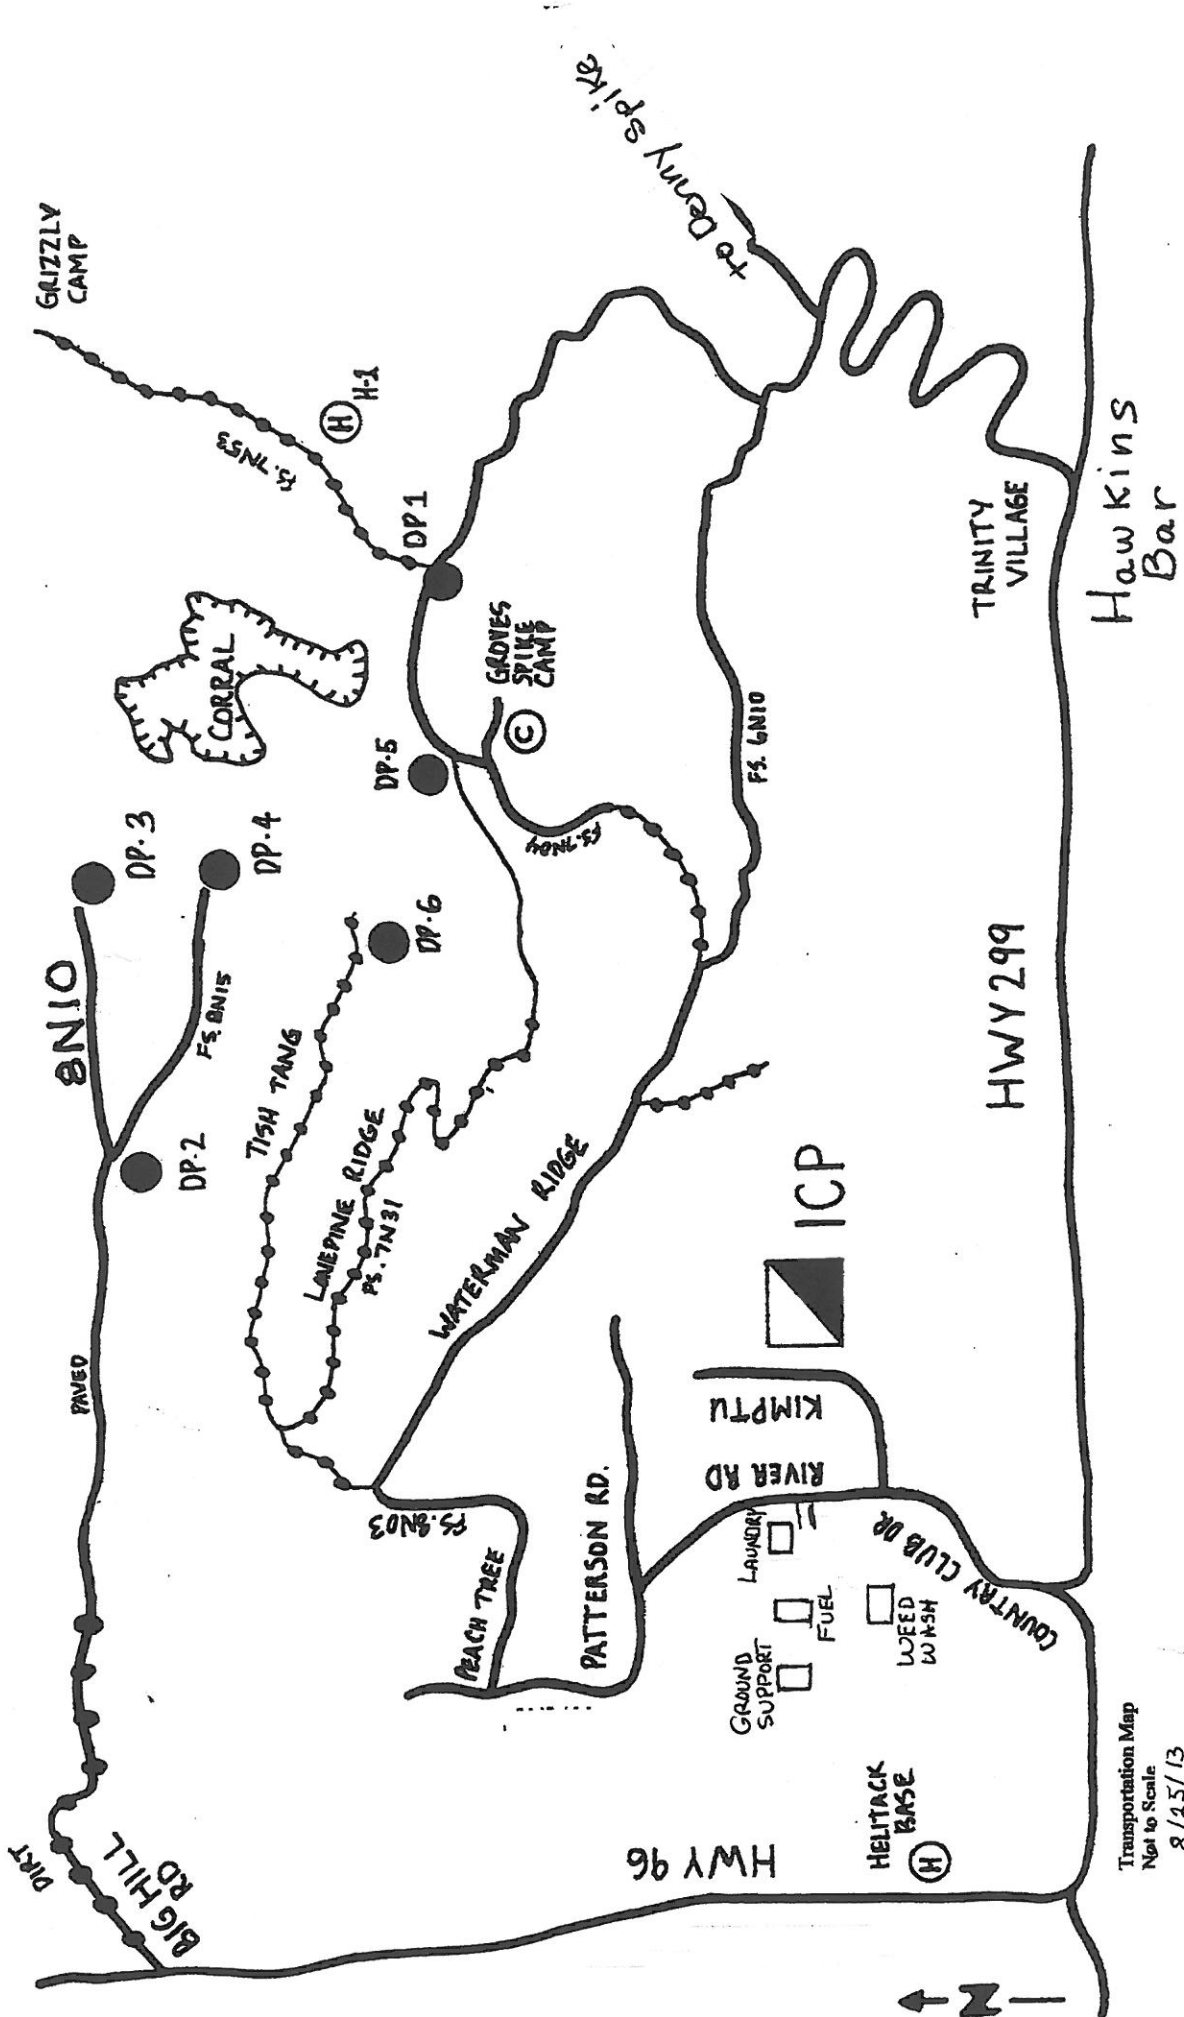 GRIZZLY
CAMP
FS. 7N53
H
H-1
to Denny Spike
CORRAL
DP1
8N10
DP.3
DP.4
FS. 8N15
DP-2
DP.5
DP.6
GROVES
SPIKE
CAMP
C
FS. 7N04
FS. 6N10
TISH TANG
LONEPINE RIDGE
FS. 7N31
WATERMAN RIDGE
PAVED
DIRT
BIG HILL
RD
FS. 8N03
PEACH TREE
PATTERSON RD.
KIMPTU
RIVER RD
ICP
LAUNDRY
FUEL
GROUND
SUPPORT
WEED
WASH
COUNTRY CLUB DR
HWY 299
TRINITY
VILLAGE
Hawkins
Bar
HWY 96
HELITACK
BASE
H
N
Transportation Map
Not to Scale
8/25/13